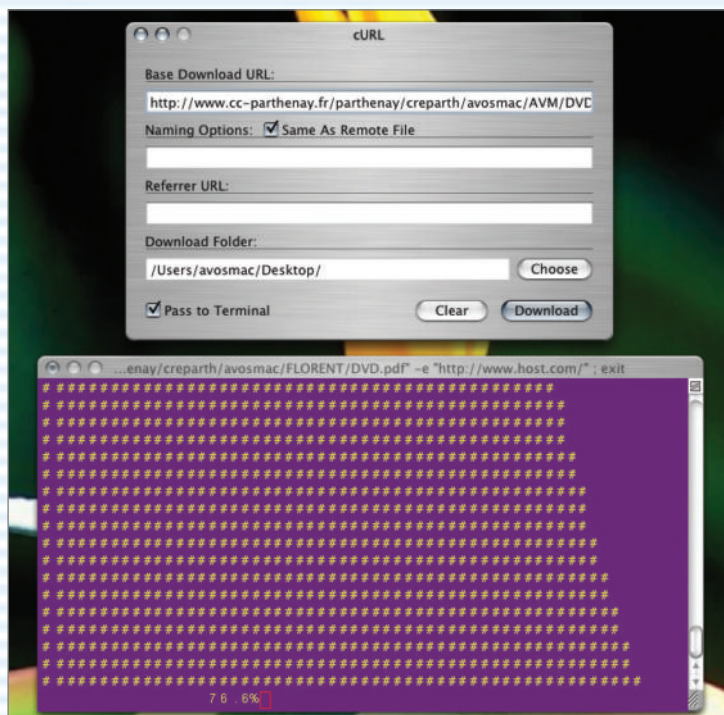 cURL
Base Download URL:
http://www.cc-parthenay.fr/parthenay/creparth/avosmac/AVM/DVD
Naming Options: Same As Remote File
Referrer URL:
Download Folder:
/Users/avosmac/Desktop/
Choose
Pass to Terminal
Clear
Download
...enay/creparth/avosmac/FLORENT/DVD.pdf" -e "http://www.host.com/" ; exit
76.6%